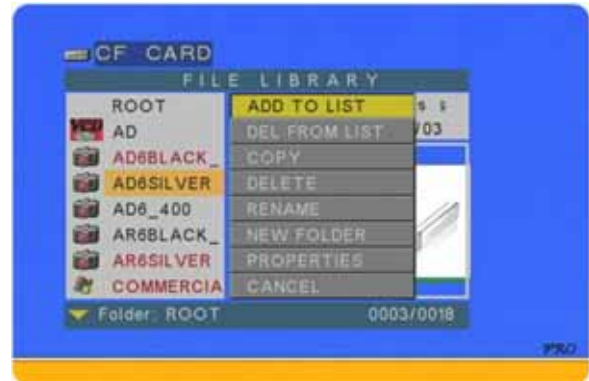 CF CARD
FILE LIBRARY
ROOT
AD
AD6BLACK_
AD6SILVER
AD6_400
AR6BLACK_
AR6SILVER
COMMERCIA
ADD TO LIST
DEL FROM LIST
COPY
DELETE
RENAME
NEW FOLDER
PROPERTIES
CANCEL
/03
Folder: ROOT 0003/0018
PRO